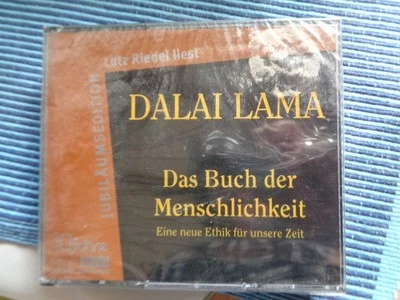 Lutz Riedel liest
JUBILÄUMSEDITION
DALAI LAMA
Das Buch der
Menschlichkeit
Eine neue Ethik für unsere Zeit